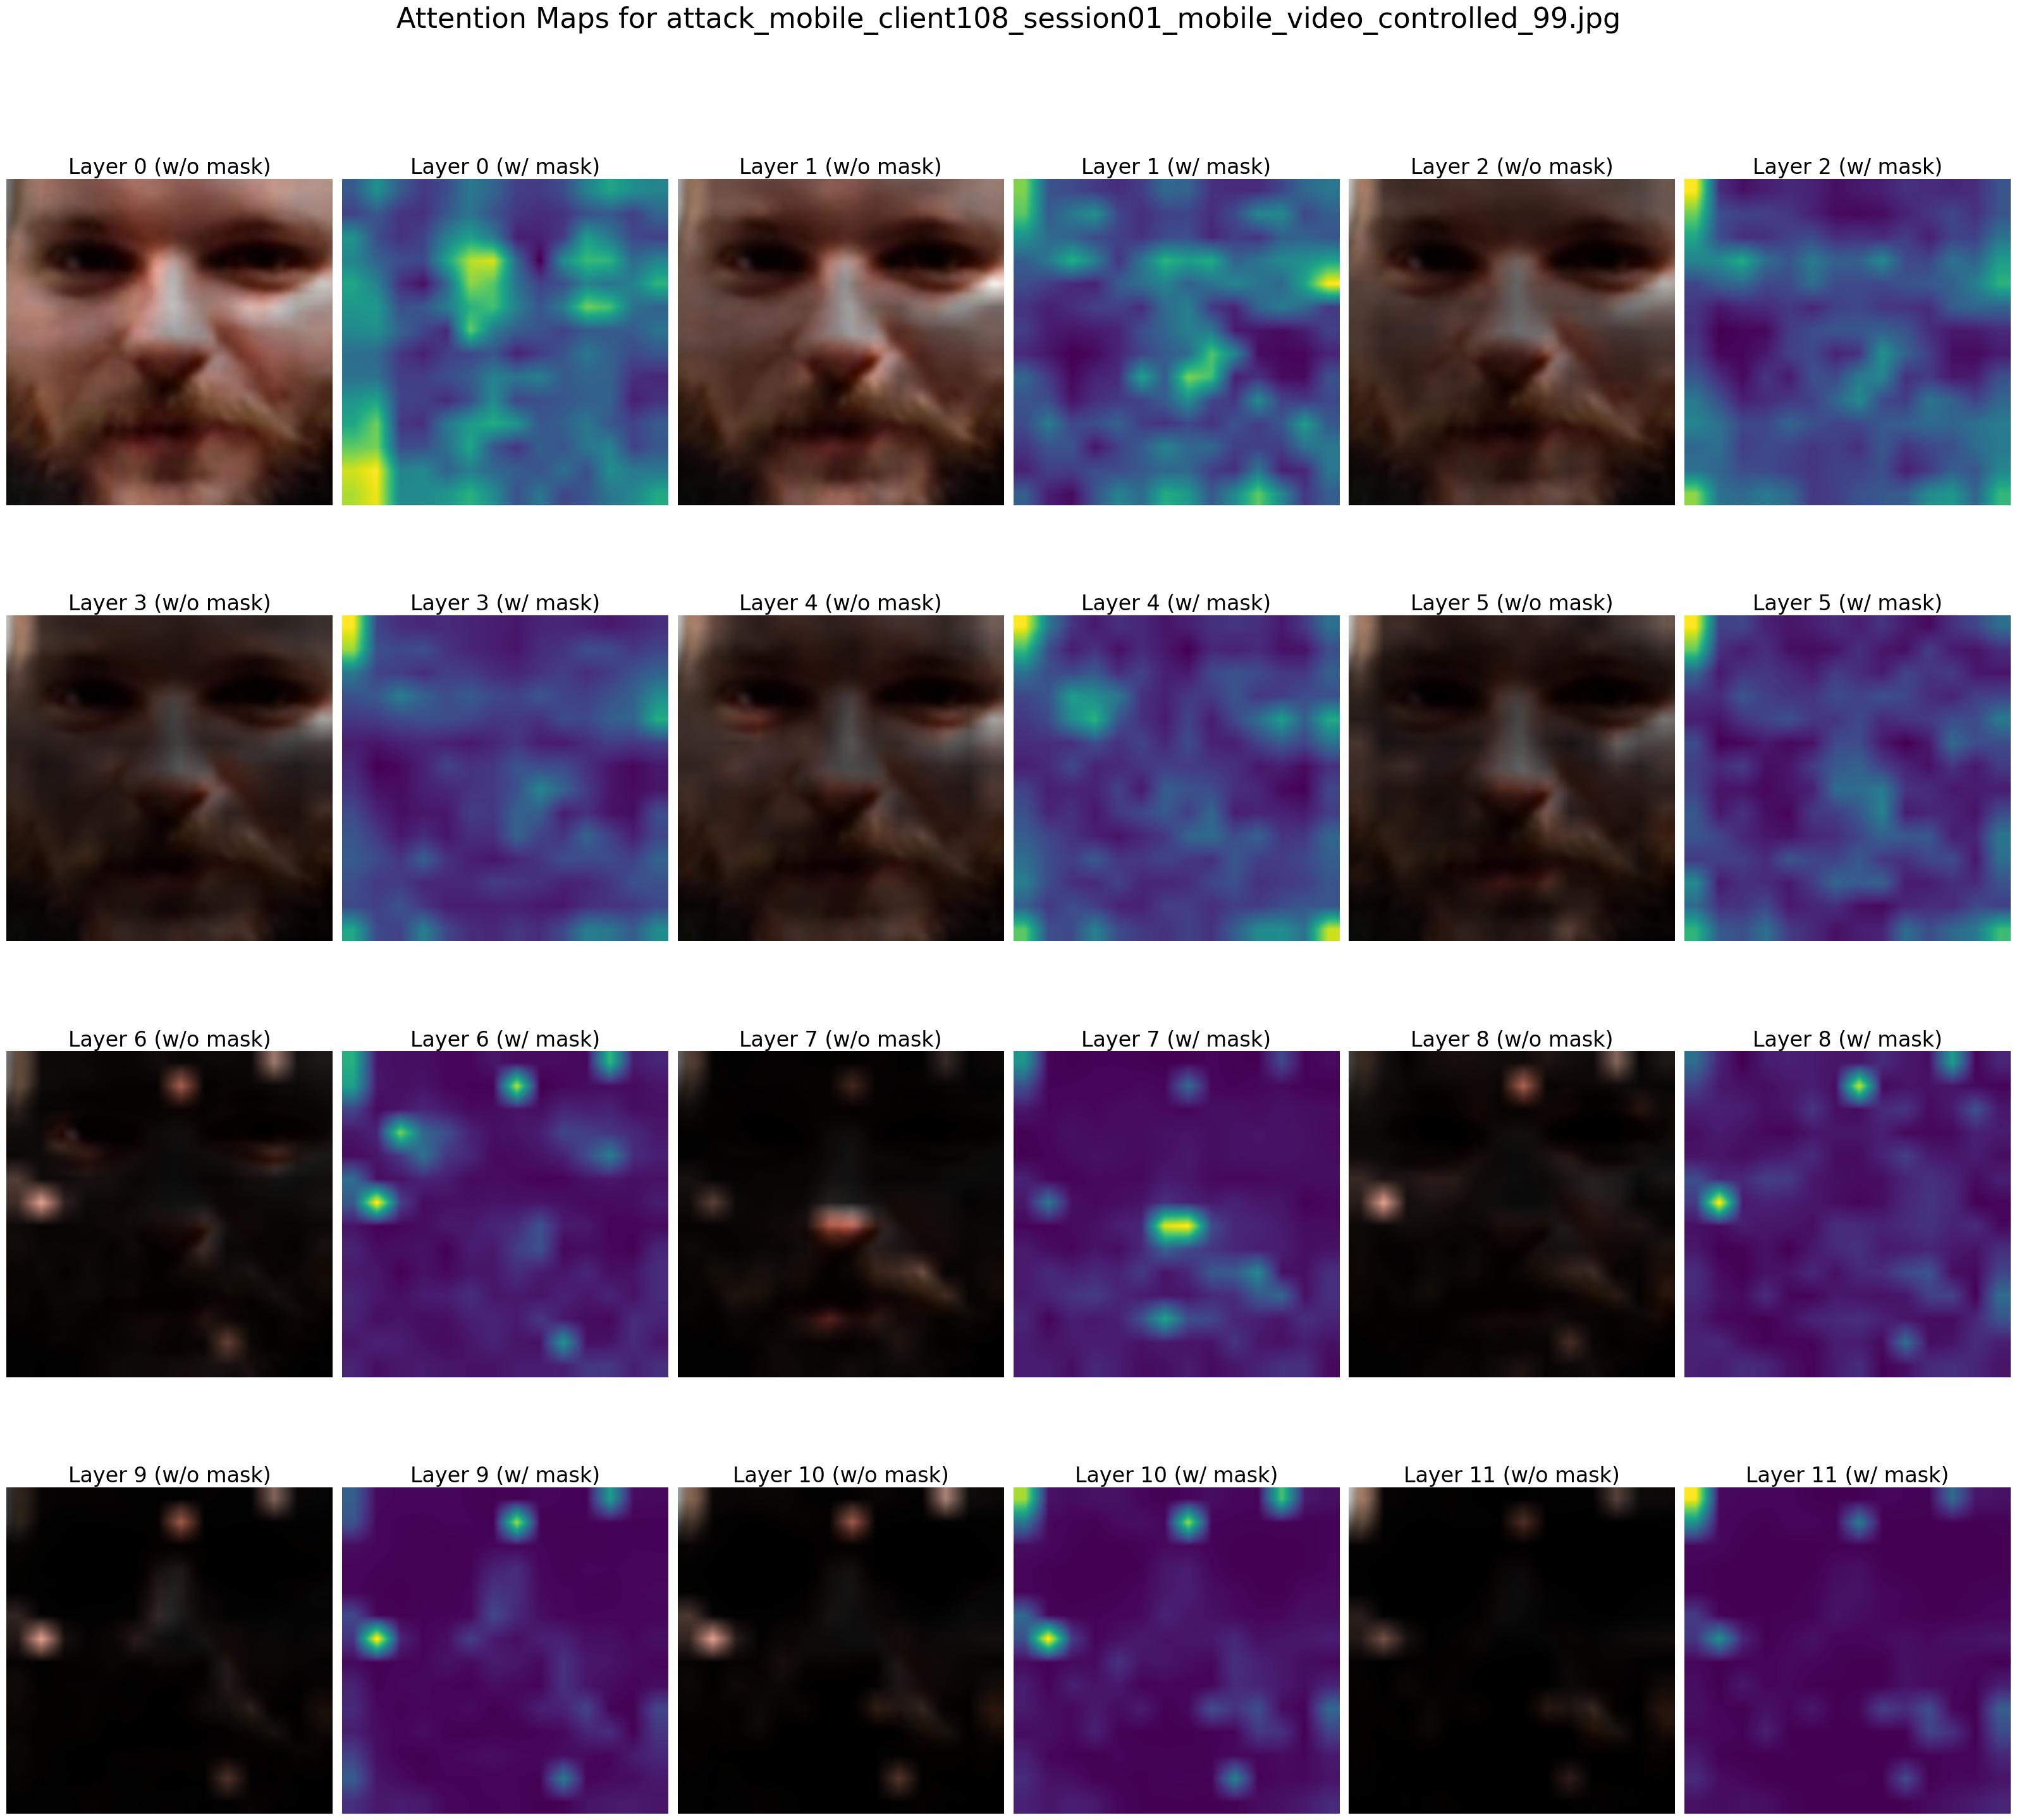 Attention Maps for attack_mobile_client108_session01_mobile_video_controlled_99.jpg
Layer 0 (w/o mask) Layer 0 (w/ mask) Layer 1 (w/o mask) Layer 1 (w/ mask) Layer 2 (w/o mask) Layer 2 (w/ mask)
Layer 3 (w/o mask) Layer 3 (w/ mask) Layer 4 (w/o mask) Layer 4 (w/ mask) Layer 5 (w/o mask) Layer 5 (w/ mask)
Layer 6 (w/o mask) Layer 6 (w/ mask) Layer 7 (w/o mask) Layer 7 (w/ mask) Layer 8 (w/o mask) Layer 8 (w/ mask)
Layer 9 (w/o mask) Layer 9 (w/ mask) Layer 10 (w/o mask) Layer 10 (w/ mask) Layer 11 (w/o mask) Layer 11 (w/ mask)